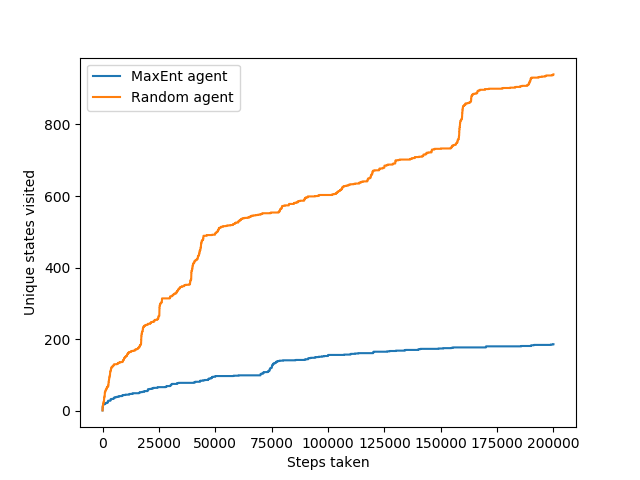 MaxEnt agent
Random agent
Unique states visited
800
600
400
200
0
0 25000 50000 75000 100000 125000 150000 175000 200000
Steps taken